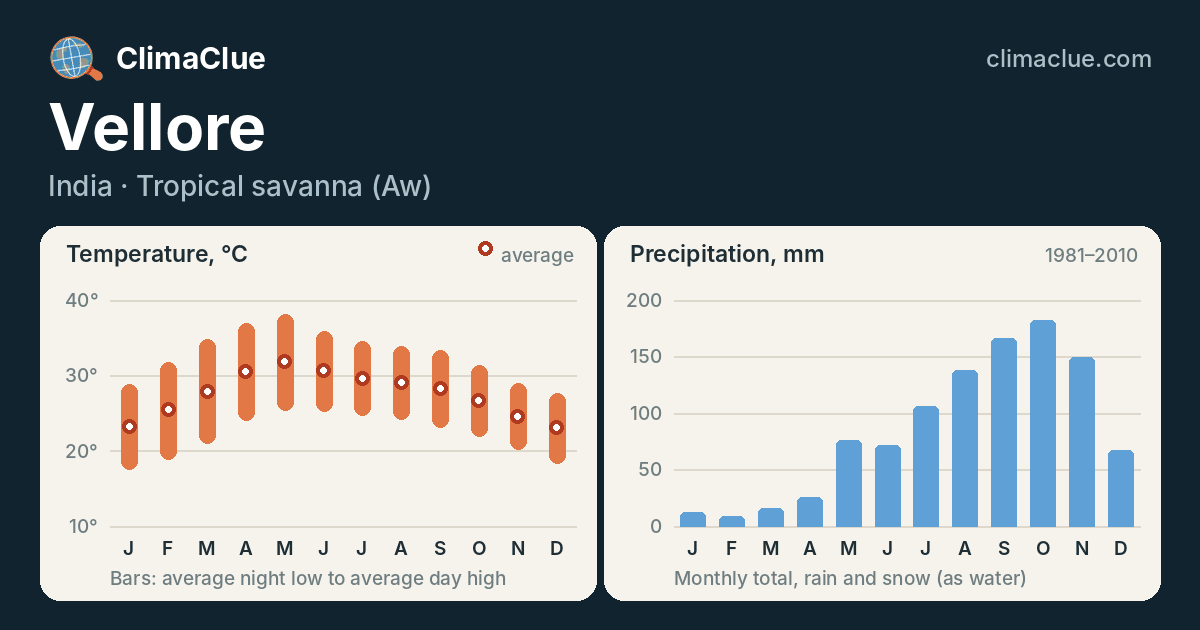 ClimaClue
climaclue.com
Vellore
India · Tropical savanna (Aw)
Temperature, °C
average
40°
30°
20°
10°
J F M A M J J A S O N D
Bars: average night low to average day high
Precipitation, mm
1981–2010
200
150
100
50
0
J F M A M J J A S O N D
Monthly total, rain and snow (as water)